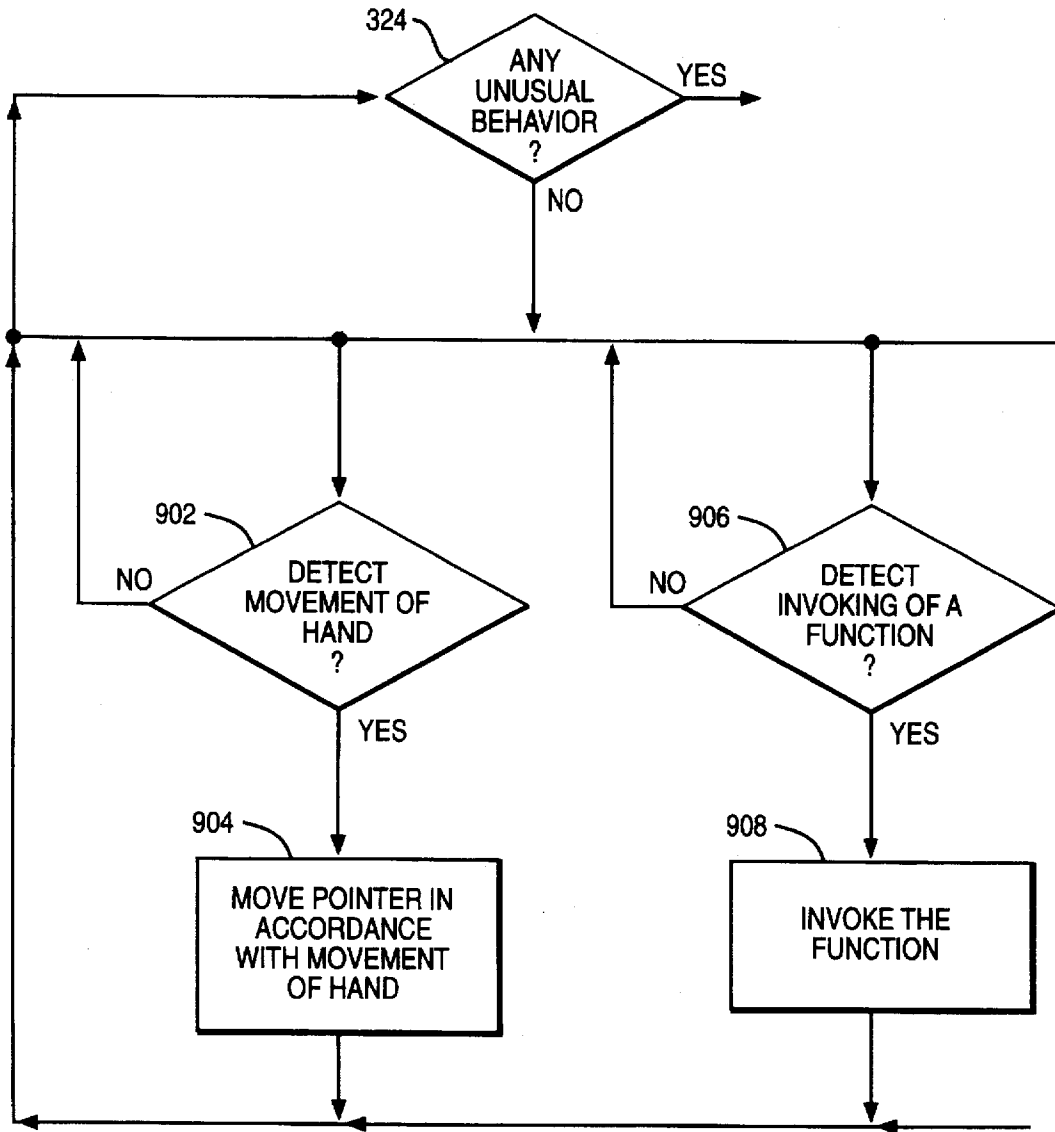 324
ANY
UNUSUAL
BEHAVIOR
?
YES
NO
902
NO
DETECT
MOVEMENT OF
HAND
?
YES
906
NO
DETECT
INVOKING OF A
FUNCTION
?
YES
904
MOVE POINTER IN
ACCORDANCE
WITH MOVEMENT
OF HAND
908
INVOKE THE
FUNCTION